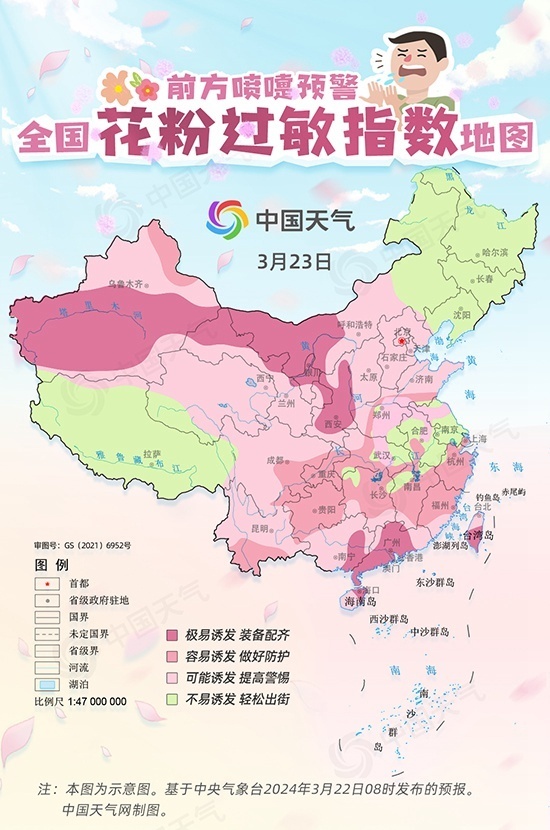 前方喷嚏预警
全国花粉过敏指数地图
中国天气
3月23日
黑龙江
哈尔滨
长春
沈阳
乌鲁木齐
塔里木河
呼和浩特
北京
天津
渤海
黄海
石家庄
银川
黄河
太原
济南
西宁
兰州
西安
郑州
拉萨
雅鲁藏布江
成都
重庆
长江
合肥
南京
上海
武汉
杭州
东海
长沙
南昌
贵阳
福州
钓鱼岛
赤尾屿
台北
台湾海峡
台湾岛
昆明
南宁
广州
香港
澳门
澎湖列岛
东沙群岛
海口
海南岛
西沙群岛
中沙群岛
南海
南沙群岛
审图号：GS（2021）6952号
图 例
首都
省级政府驻地
国界
未定国界
省级界
河流
湖泊
比例尺 1:47 000 000
极易诱发 装备配齐
容易诱发 做好防护
可能诱发 提高警惕
不易诱发 轻松出街
注：本图为示意图。基于中央气象台2024年3月22日08时发布的预报。
中国天气网制图。